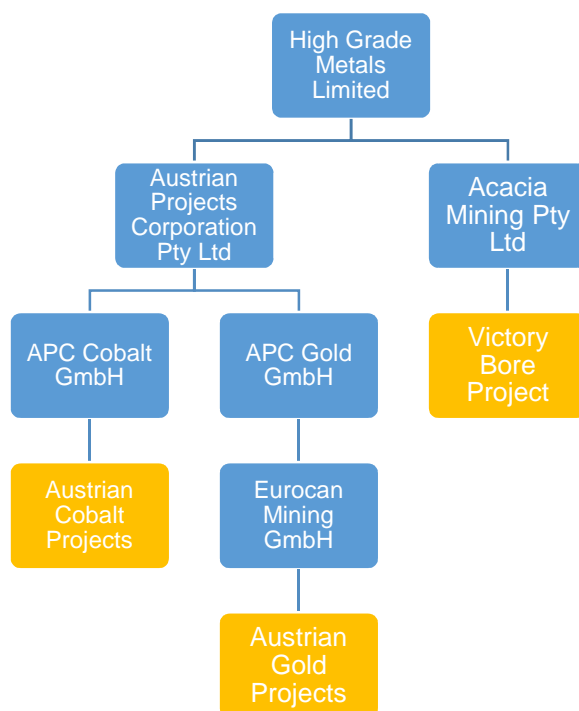 High Grade
Metals
Limited
Austrian
Projects
Corporation
Pty Ltd
Acacia
Mining Pty
Ltd
APC Cobalt
GmbH
APC Gold
GmbH
Victory
Bore
Project
Austrian
Cobalt
Projects
Eurocan
Mining
GmbH
Austrian
Gold
Projects